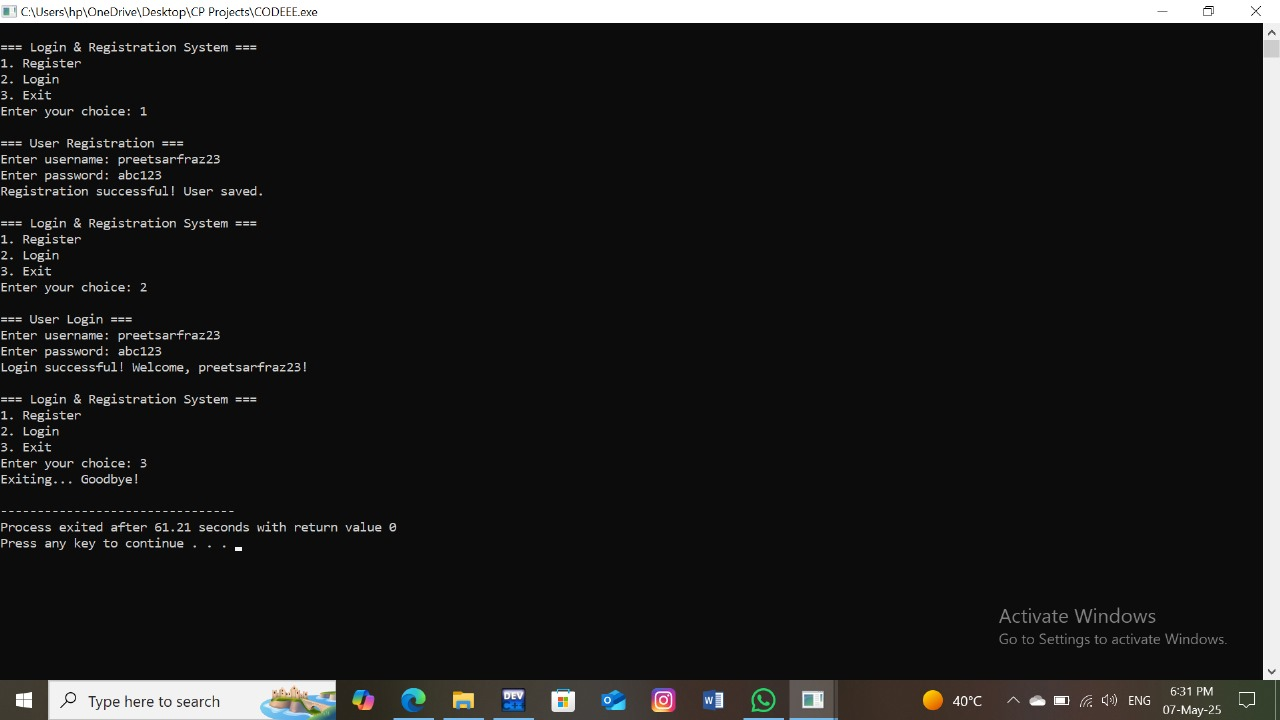 C:\Users\hp\OneDrive\Desktop\CP Projects\CODEEE.exe
=== Login & Registration System ===
1. Register
2. Login
3. Exit
Enter your choice: 1
=== User Registration ===
Enter username: preetsarfraz23
Enter password: abc123
Registration successful! User saved.
=== Login & Registration System ===
1. Register
2. Login
3. Exit
Enter your choice: 2
=== User Login ===
Enter username: preetsarfraz23
Enter password: abc123
Login successful! Welcome, preetsarfraz23!
=== Login & Registration System ===
1. Register
2. Login
3. Exit
Enter your choice: 3
Exiting... Goodbye!
--------------------------------
Process exited after 61.21 seconds with return value 0
Press any key to continue . . .
Activate Windows
Go to Settings to activate Windows.
Type here to search
DEV
C++
W
40°C
ENG
6:31 PM
07-May-25